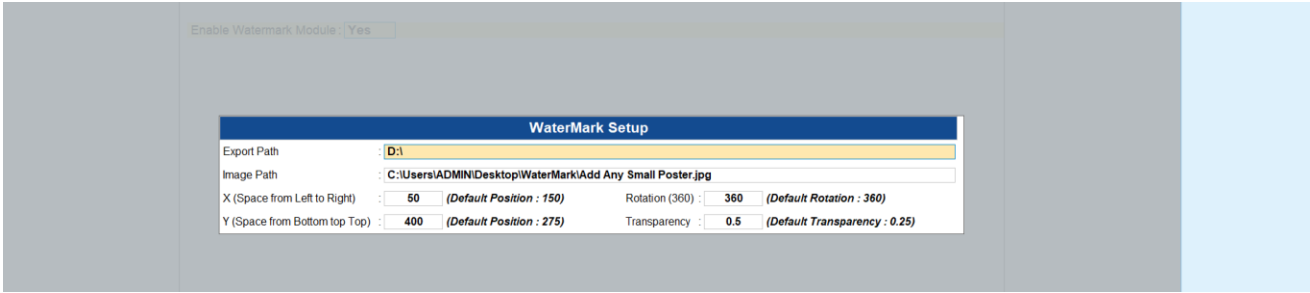 Enable Watermark Module : Yes
WaterMark Setup
Export Path : D:\
Image Path : C:\Users\ADMIN\Desktop\WaterMark\Add Any Small Poster.jpg
X (Space from Left to Right) : 50 (Default Position : 150) Rotation (360) : 360 (Default Rotation : 360)
Y (Space from Bottom top Top) : 400 (Default Position : 275) Transparency : 0.5 (Default Transparency : 0.25)